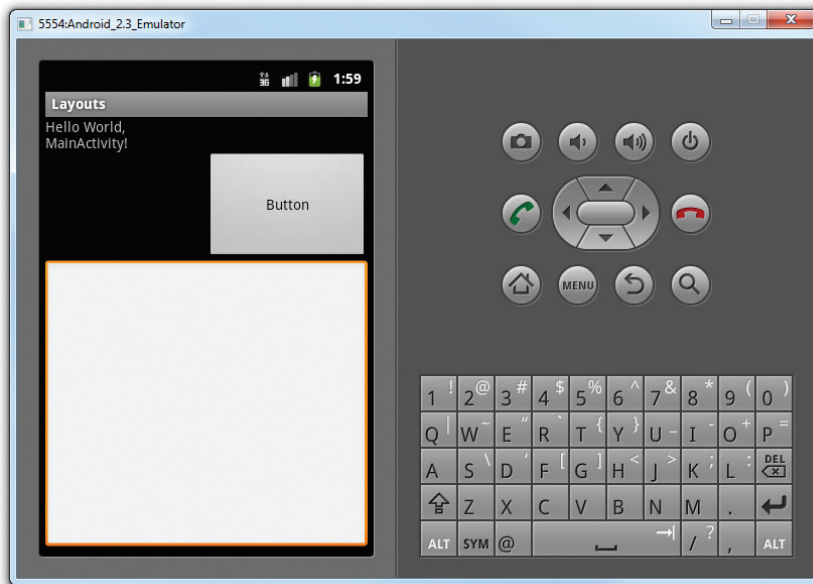 5554:Android_2.3_Emulator
3G 1:59
Layouts
Hello World,
MainActivity!
Button
MENU
1 ! 2 @ 3 # 4 $ 5 % 6 ^ 7 & 8 * 9 ( 0 )
Q | W ~ E “ R ` T { Y } U _ I - O + P =
A S \ D ‘ F [ G ] H < J > K ; L : DEL
Z X C V B N M .
ALT SYM @ / ? , ALT